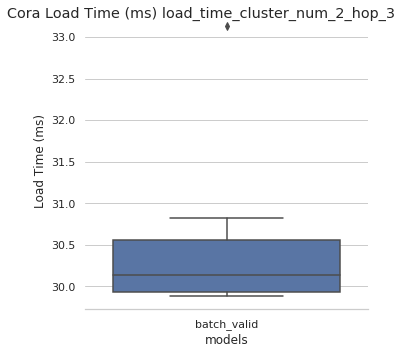 Cora Load Time (ms) load_time_cluster_num_2_hop_3
33.0
32.5
32.0
31.5
31.0
30.5
30.0
Load Time (ms)
batch_valid
models